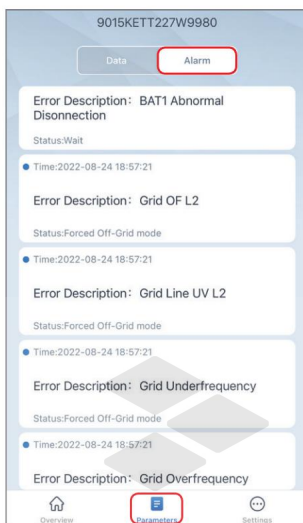 9015KETT227W9980
Data
Alarm
Error Description: BAT1 Abnormal
Disonnection
Status:Wait
Time:2022-08-24 18:57:21
Error Description: Grid OF L2
Status:Forced Off-Grid mode
Time:2022-08-24 18:57:21
Error Description: Grid Line UV L2
Status:Forced Off-Grid mode
Time:2022-08-24 18:57:21
Error Description: Grid Underfrequency
Status:Forced Off-Grid mode
Time:2022-08-24 18:57:21
Error Description: Grid Overfrequency
Overview
Parameters
Settings